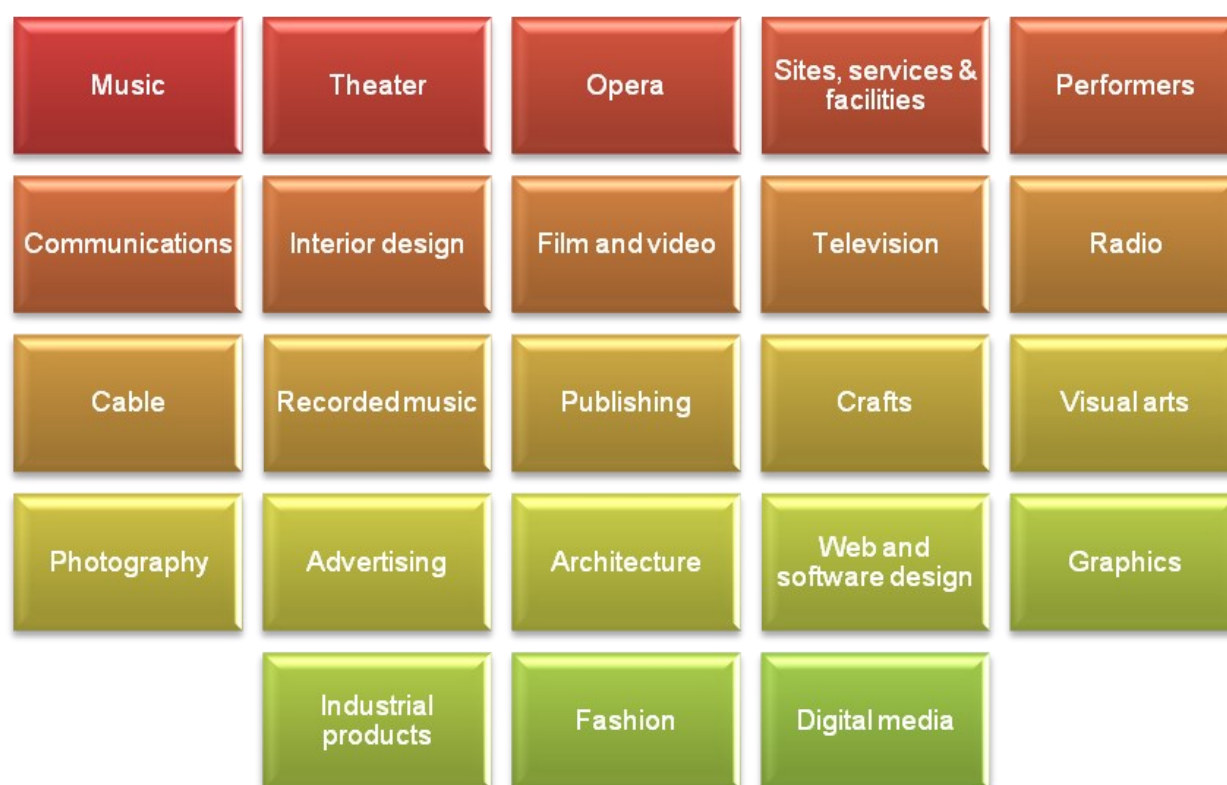 Music
Theater
Opera
Sites, services &
facilities
Performers
Communications
Interior design
Film and video
Television
Radio
Cable
Recorded music
Publishing
Crafts
Visual arts
Photography
Advertising
Architecture
Web and
software design
Graphics
Industrial
products
Fashion
Digital media